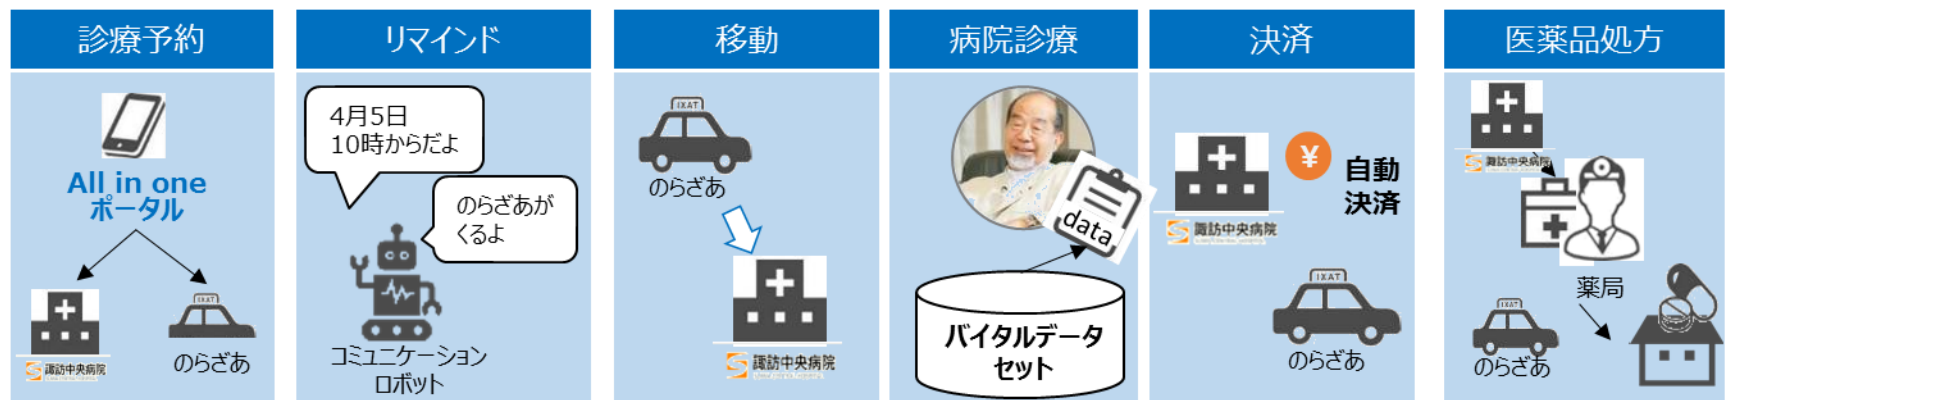 診療予約
All in one
ポータル
諏訪中央病院
IXAT
のらざあ
リマインド
4月5日
10時からだよ
のらざあが
くるよ
コミュニケーション
ロボット
移動
IXAT
のらざあ
諏訪中央病院
病院診療
data
バイタルデータ
セット
決済
¥
自動
決済
諏訪中央病院
IXAT
のらざあ
医薬品処方
諏訪中央病院
薬局
IXAT
のらざあ